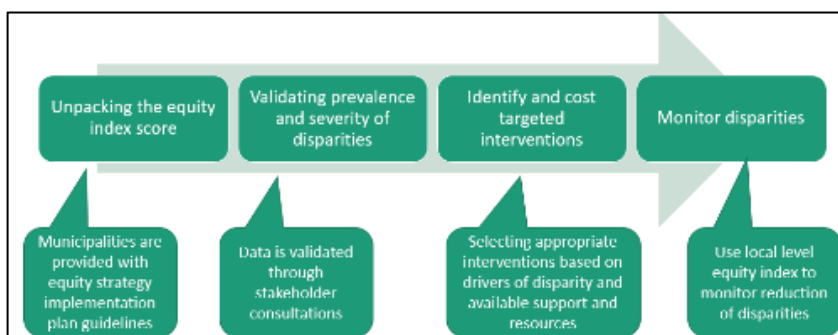 Unpacking the equity
index score
Validating prevalence
and severity of
disparities
Identify and cost
targeted
interventions
Monitor disparities
Municipalities are
provided with
equity strategy
implementation
plan guidelines
Data is validated
through
stakeholder
consultations
Selecting appropriate
interventions based on
drivers of disparity and
available support and
resources
Use local level
equity index to
monitor reduction
of disparities